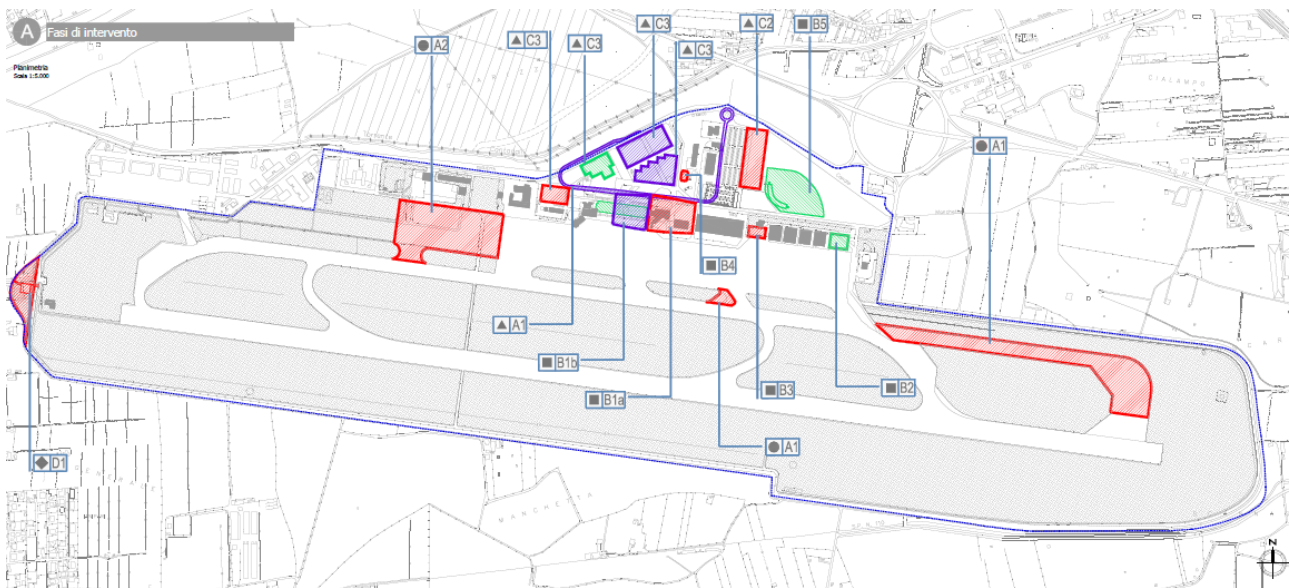 A Fasi di intervento
Planimetria
Scala 1:5.000
A2
C3
C3
C3
C3
C2
B5
A1
CIALAMPO
B4
A1
B1b
B1a
B3
B2
A1
D1
MANCHETA
N